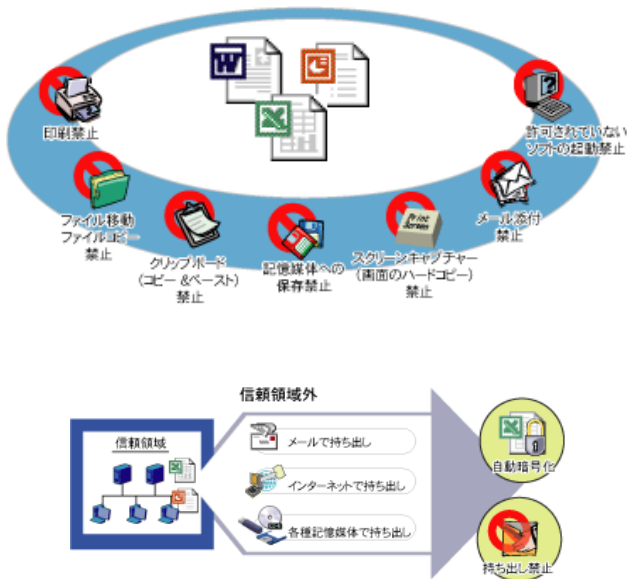 W
?
印刷禁止
許可されていない
ソフトの起動禁止
ファイル移動
ファイルコピー
禁止
メール添付
禁止
Print
Screen
クリップボード
(コピー &ペースト)
禁止
記憶媒体への
保存禁止
スクリーンキャプチャー
(画面のハードコピー)
禁止
信頼領域外
信頼領域
メールで持ち出し
インターネットで持ち出し
各種記憶媒体で持ち出し
自動暗号化
持ち出し禁止